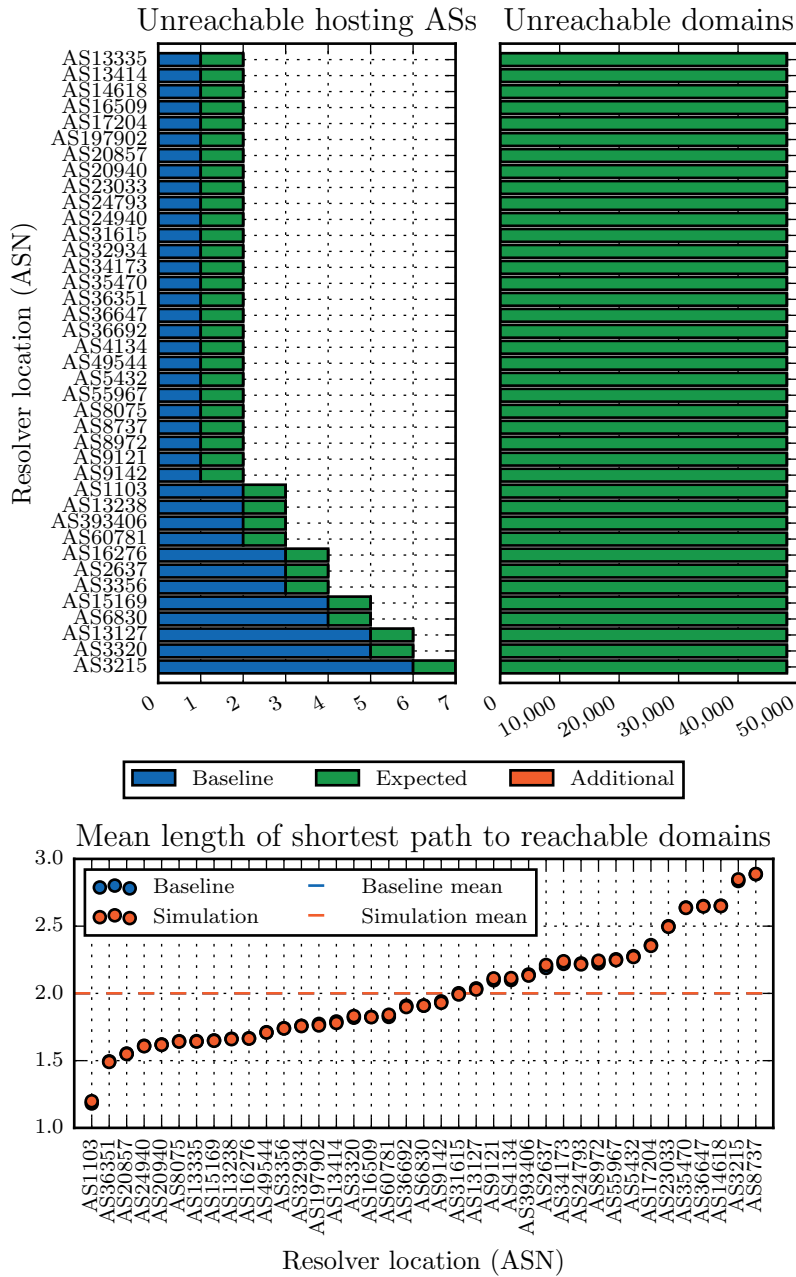 Unreachable hosting ASs
Unreachable domains
Resolver location (ASN)
AS13335
AS13414
AS14618
AS16509
AS17204
AS197902
AS20857
AS20940
AS23033
AS24793
AS24940
AS31615
AS32934
AS34173
AS35470
AS36351
AS36647
AS36692
AS4134
AS49544
AS5432
AS55967
AS8075
AS8737
AS8972
AS9121
AS9142
AS1103
AS13238
AS393406
AS60781
AS16276
AS2637
AS3356
AS15169
AS6830
AS13127
AS3320
AS3215
0 1 2 3 4 5 6 7
0 10,000 20,000 30,000 40,000 50,000
Baseline Expected Additional
Mean length of shortest path to reachable domains
3.0
2.5
2.0
1.5
1.0
Baseline Baseline mean
Simulation Simulation mean
AS1103
AS36351
AS20857
AS24940
AS20940
AS8075
AS13335
AS15169
AS13238
AS16276
AS49544
AS3356
AS32934
AS197902
AS13414
AS3320
AS16509
AS60781
AS36692
AS6830
AS9142
AS31615
AS13127
AS9121
AS4134
AS393406
AS2637
AS34173
AS24793
AS8972
AS55967
AS5432
AS17204
AS23033
AS35470
AS36647
AS14618
AS3215
AS8737
Resolver location (ASN)